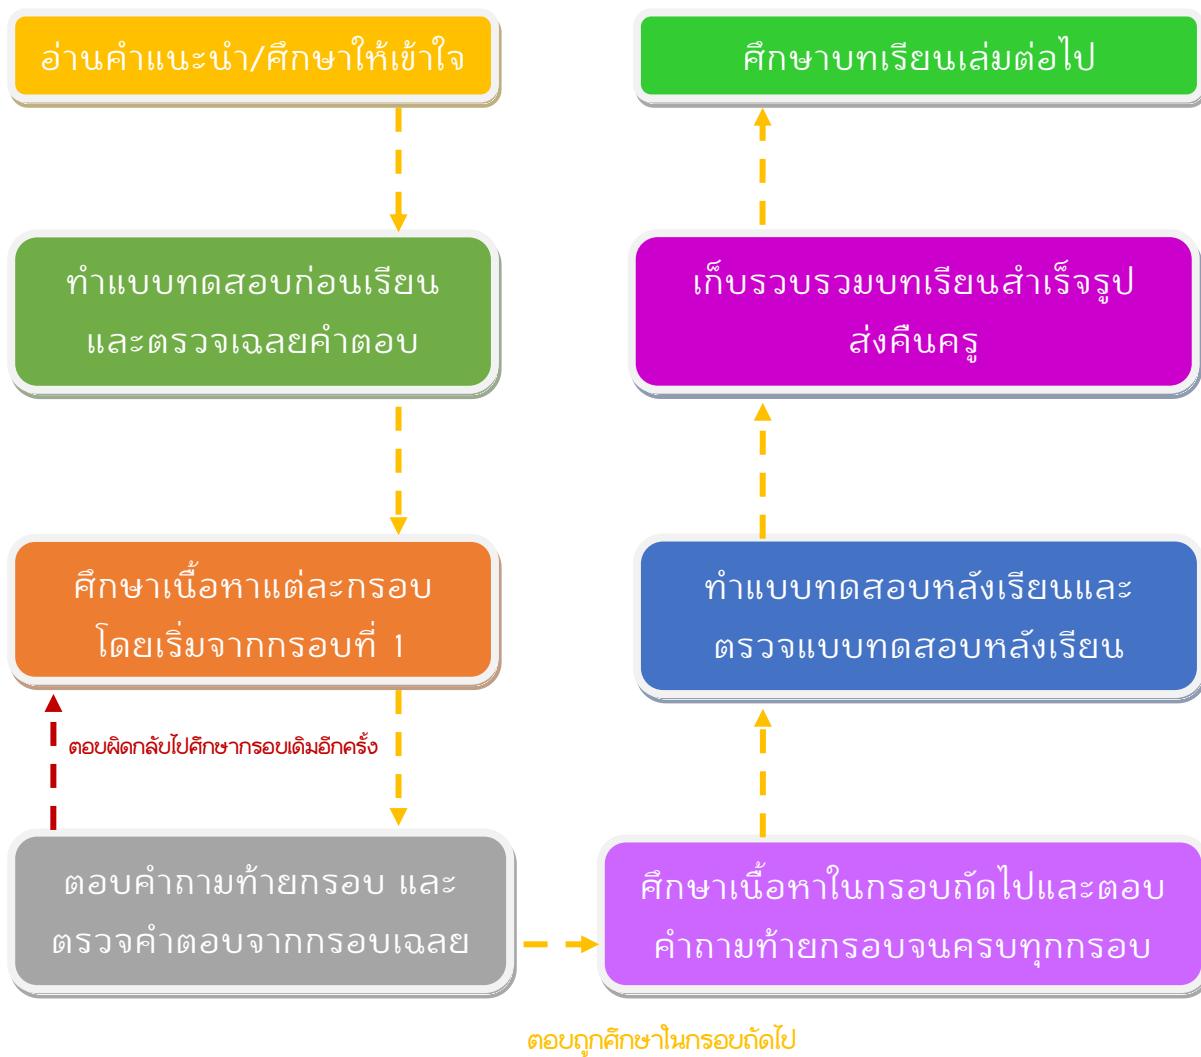 อ่านคำแนะนำ/ศึกษาให้เข้าใจ
ทำแบบทดสอบก่อนเรียน
และตรวจเฉลยคำตอบ
ศึกษาเนื้อหาแต่ละกรอบ
โดยเริ่มจากกรอบที่ 1
ตอบผิดกลับไปศึกษากรอบเดิมอีกครั้ง
ตอบคำถามท้ายกรอบ และ
ตรวจคำตอบจากกรอบเฉลย
ตอบถูกศึกษาในกรอบถัดไป
ศึกษาเนื้อหาในกรอบถัดไปและตอบ
คำถามท้ายกรอบจนครบทุกกรอบ
ทำแบบทดสอบหลังเรียนและ
ตรวจแบบทดสอบหลังเรียน
เก็บรวบรวมบทเรียนสำเร็จรูป
ส่งคืนครู
ศึกษาบทเรียนเล่มต่อไป